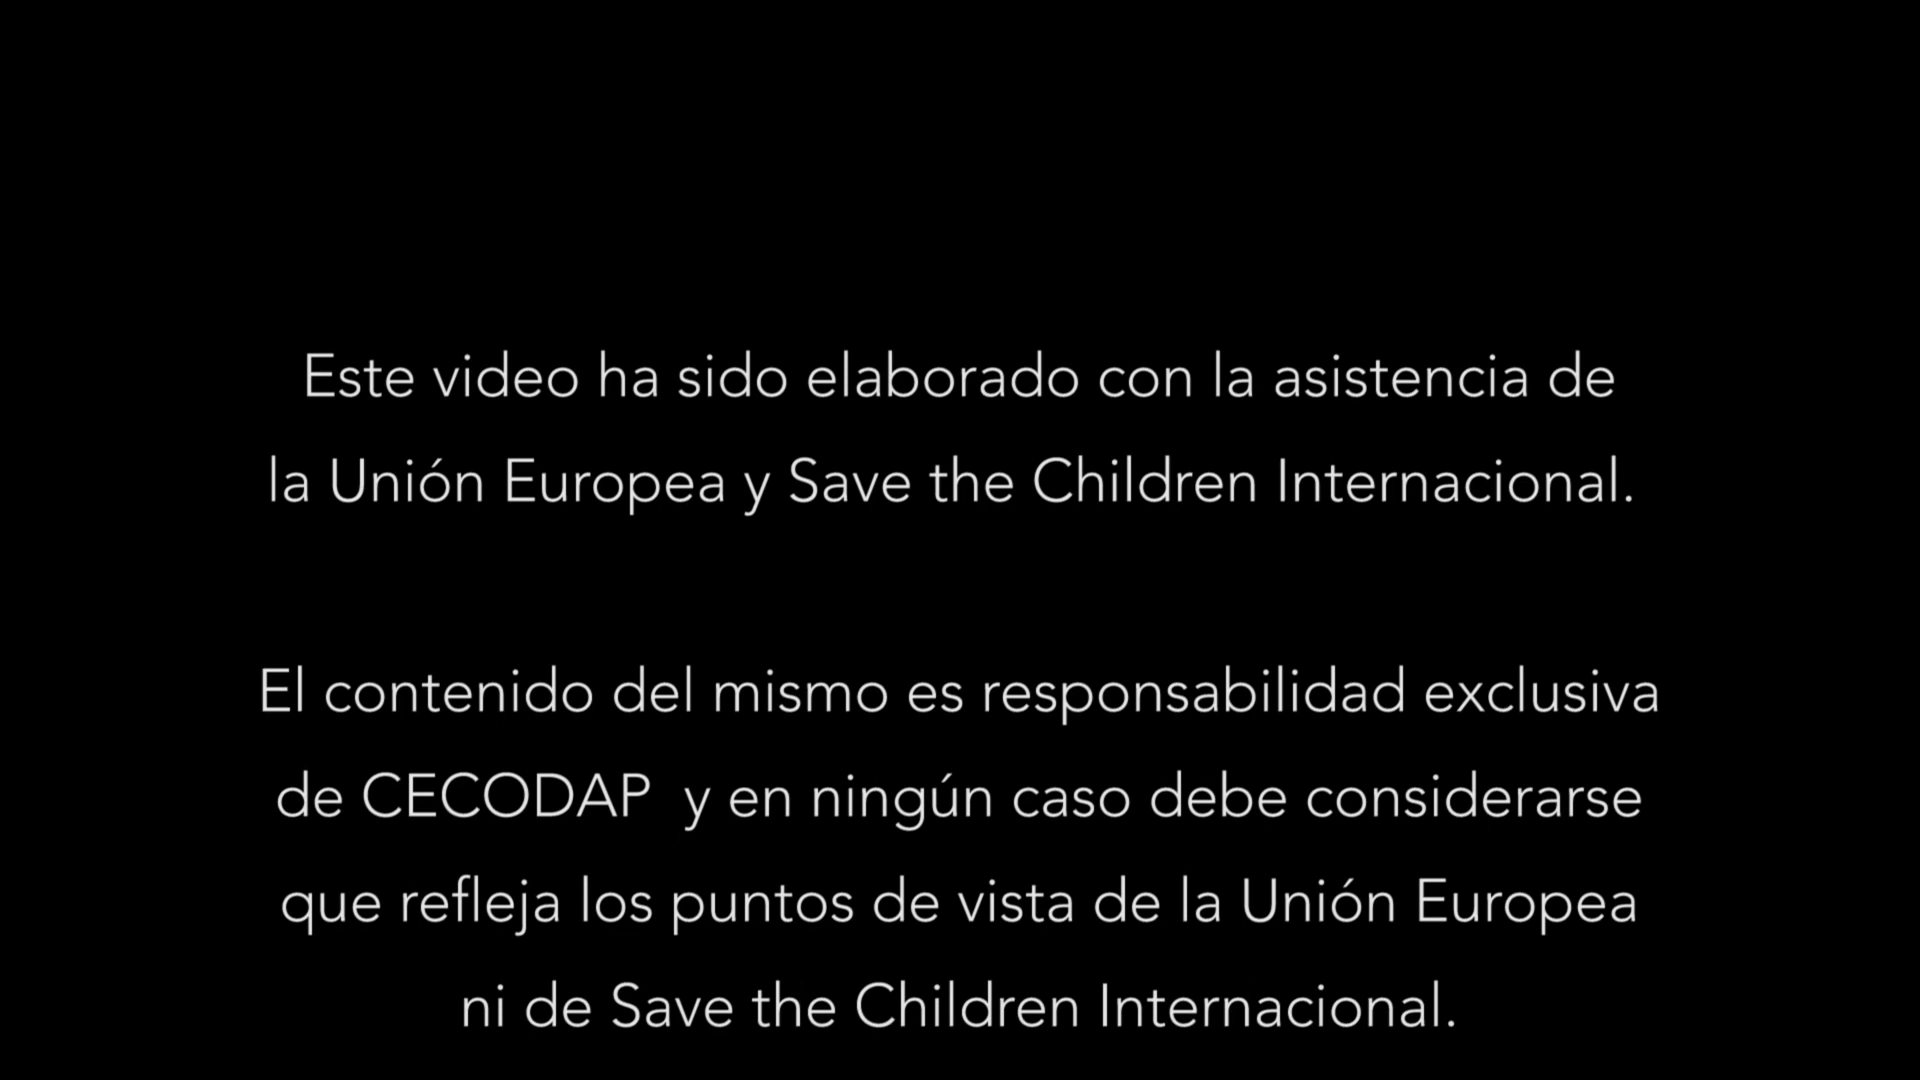 Este video ha sido elaborado con la asistencia de
la Unión Europea y Save the Children Internacional.
El contenido del mismo es responsabilidad exclusiva
de CECODAP y en ningún caso debe considerarse
que refleja los puntos de vista de la Unión Europea
ni de Save the Children Internacional.